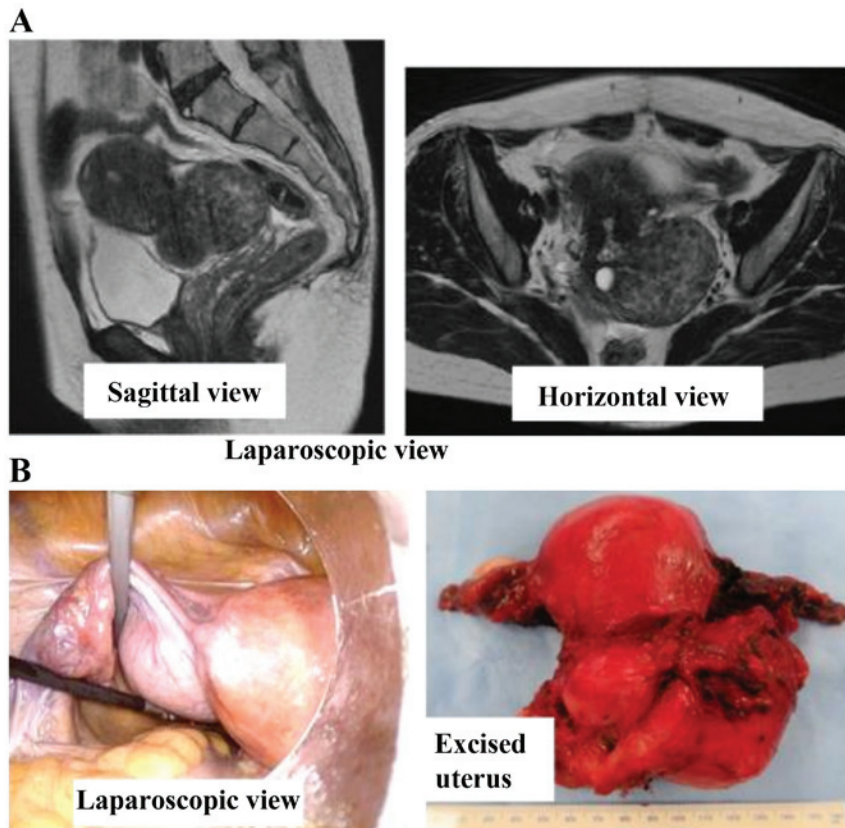 A
Sagittal view
Horizontal view
Laparoscopic view
B
Laparoscopic view
Excised
uterus